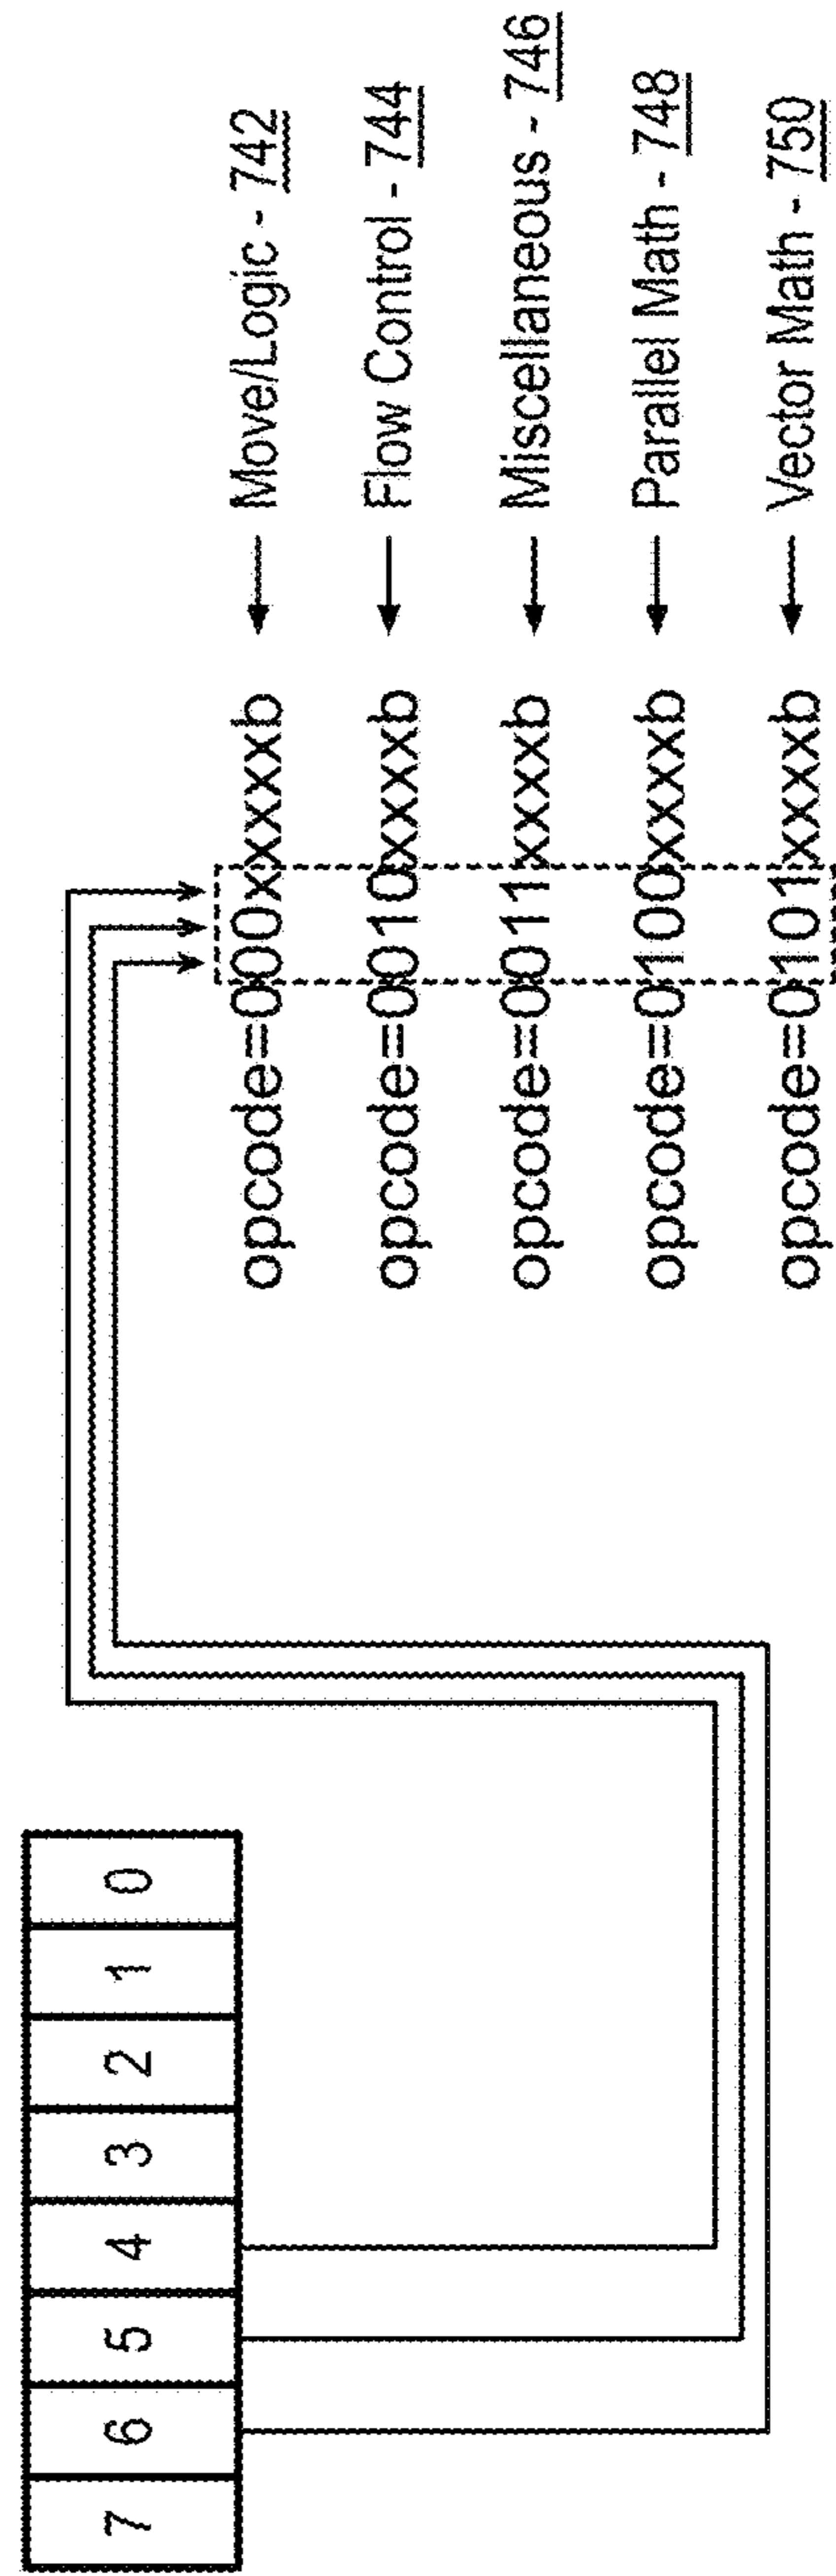 7 6 5 4 3 2 1 0
opcode=000xxxxxb ← Move/Logic - 742
opcode=0010xxxxb ← Flow Control - 744
opcode=0011xxxxb ← Miscellaneous - 746
opcode=0100xxxxb ← Parallel Math - 748
opcode=0101xxxxb ← Vector Math - 750